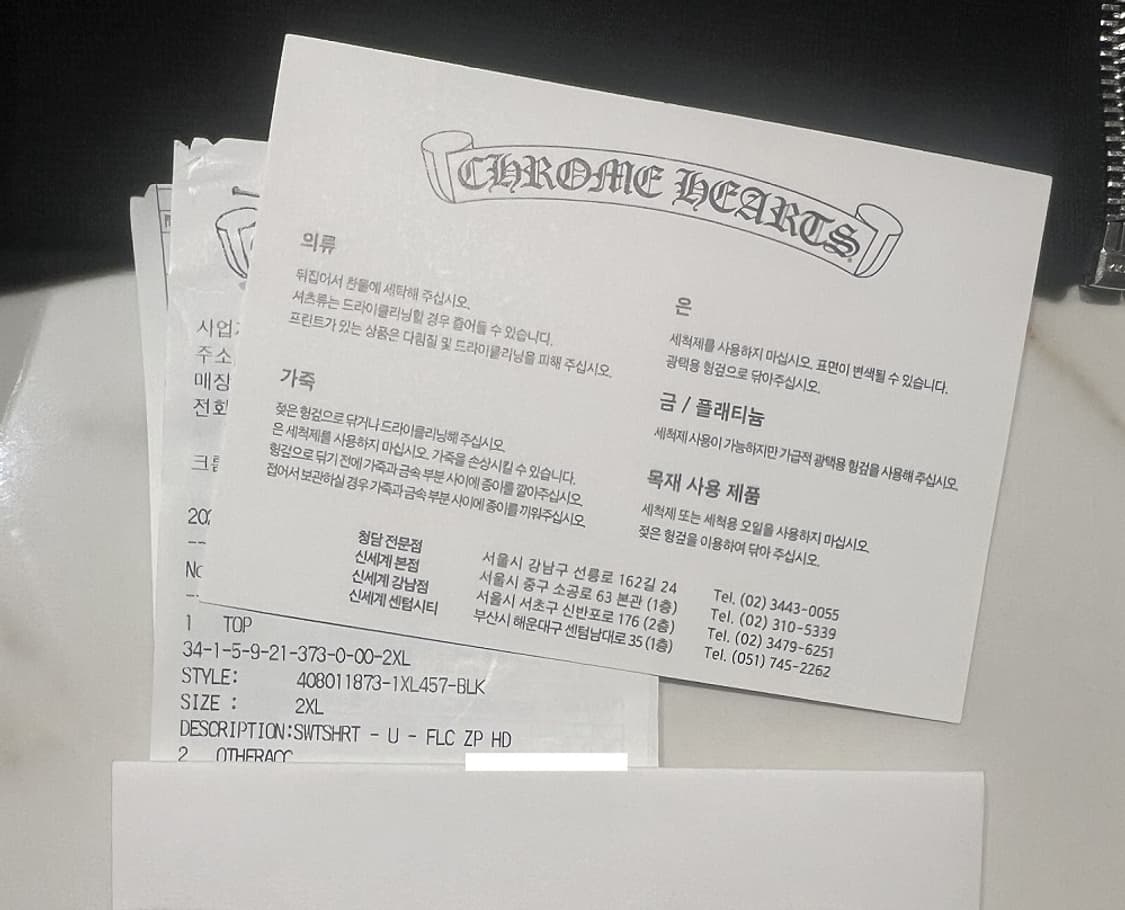 CHROME HEARTS
의류
뒤집어서 찬물에 세탁해 주십시오.
셔츠류는 드라이클리닝할 경우 줄어들 수 있습니다.
프린트가 있는 상품은 다림질 및 드라이클리닝을 피해 주십시오.
가죽
젖은 헝겊으로 닦거나 드라이클리닝해 주십시오.
은 세척제를 사용하지 마십시오. 가죽을 손상시킬 수 있습니다.
헝겊으로 닦기 전에 가죽과 금속 부분 사이에 종이를 깔아주십시오.
접어서 보관하실 경우 가죽과 금속 부분 사이에 종이를 끼워주십시오.
은
세척제를 사용하지 마십시오. 표면이 변색될 수 있습니다.
광택용 헝겊으로 닦아주십시오.
금 / 플래티늄
세척제 사용이 가능하지만 가급적 광택용 헝겊을 사용해 주십시오.
목재 사용 제품
세척제 또는 세척용 오일을 사용하지 마십시오.
젖은 헝겊을 이용하여 닦아 주십시오.
청담 전문점 서울시 강남구 선릉로 162길 24 Tel. (02) 3443-0055
신세계 본점 서울시 중구 소공로 63 본관 (1층) Tel. (02) 310-5339
신세계 강남점 서울시 서초구 신반포로 176 (2층) Tel. (02) 3479-6251
신세계 센텀시티 부산시 해운대구 센텀남대로 35 (1층) Tel. (051) 745-2262
주소
매장
전화
1 TOP
34-1-5-9-21-373-0-00-2XL
STYLE: 408011873-1XL457-BLK
SIZE : 2XL
DESCRIPTION:SWTSHRT - U - FLC ZP HD
2 OTHERACC